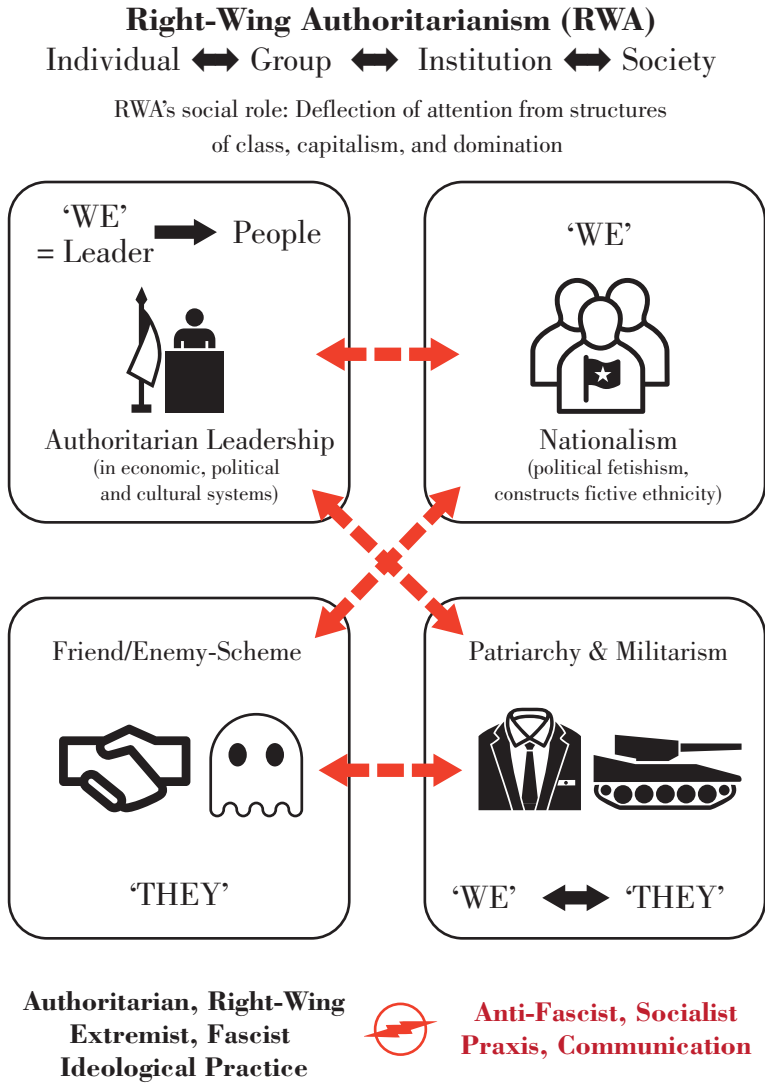 Right-Wing Authoritarianism (RWA)
Individual Group Institution Society
RWA’s social role: Deflection of attention from structures
of class, capitalism, and domination
‘WE’
= Leader
People
Authoritarian Leadership
(in economic, political
and cultural systems)
‘WE’
Nationalism
(political fetishism,
constructs fictive ethnicity)
Friend/Enemy-Scheme
‘THEY’
Patriarchy & Militarism
‘WE’ ‘THEY’
Authoritarian, Right-Wing
Extremist, Fascist
Ideological Practice
Anti-Fascist, Socialist
Praxis, Communication